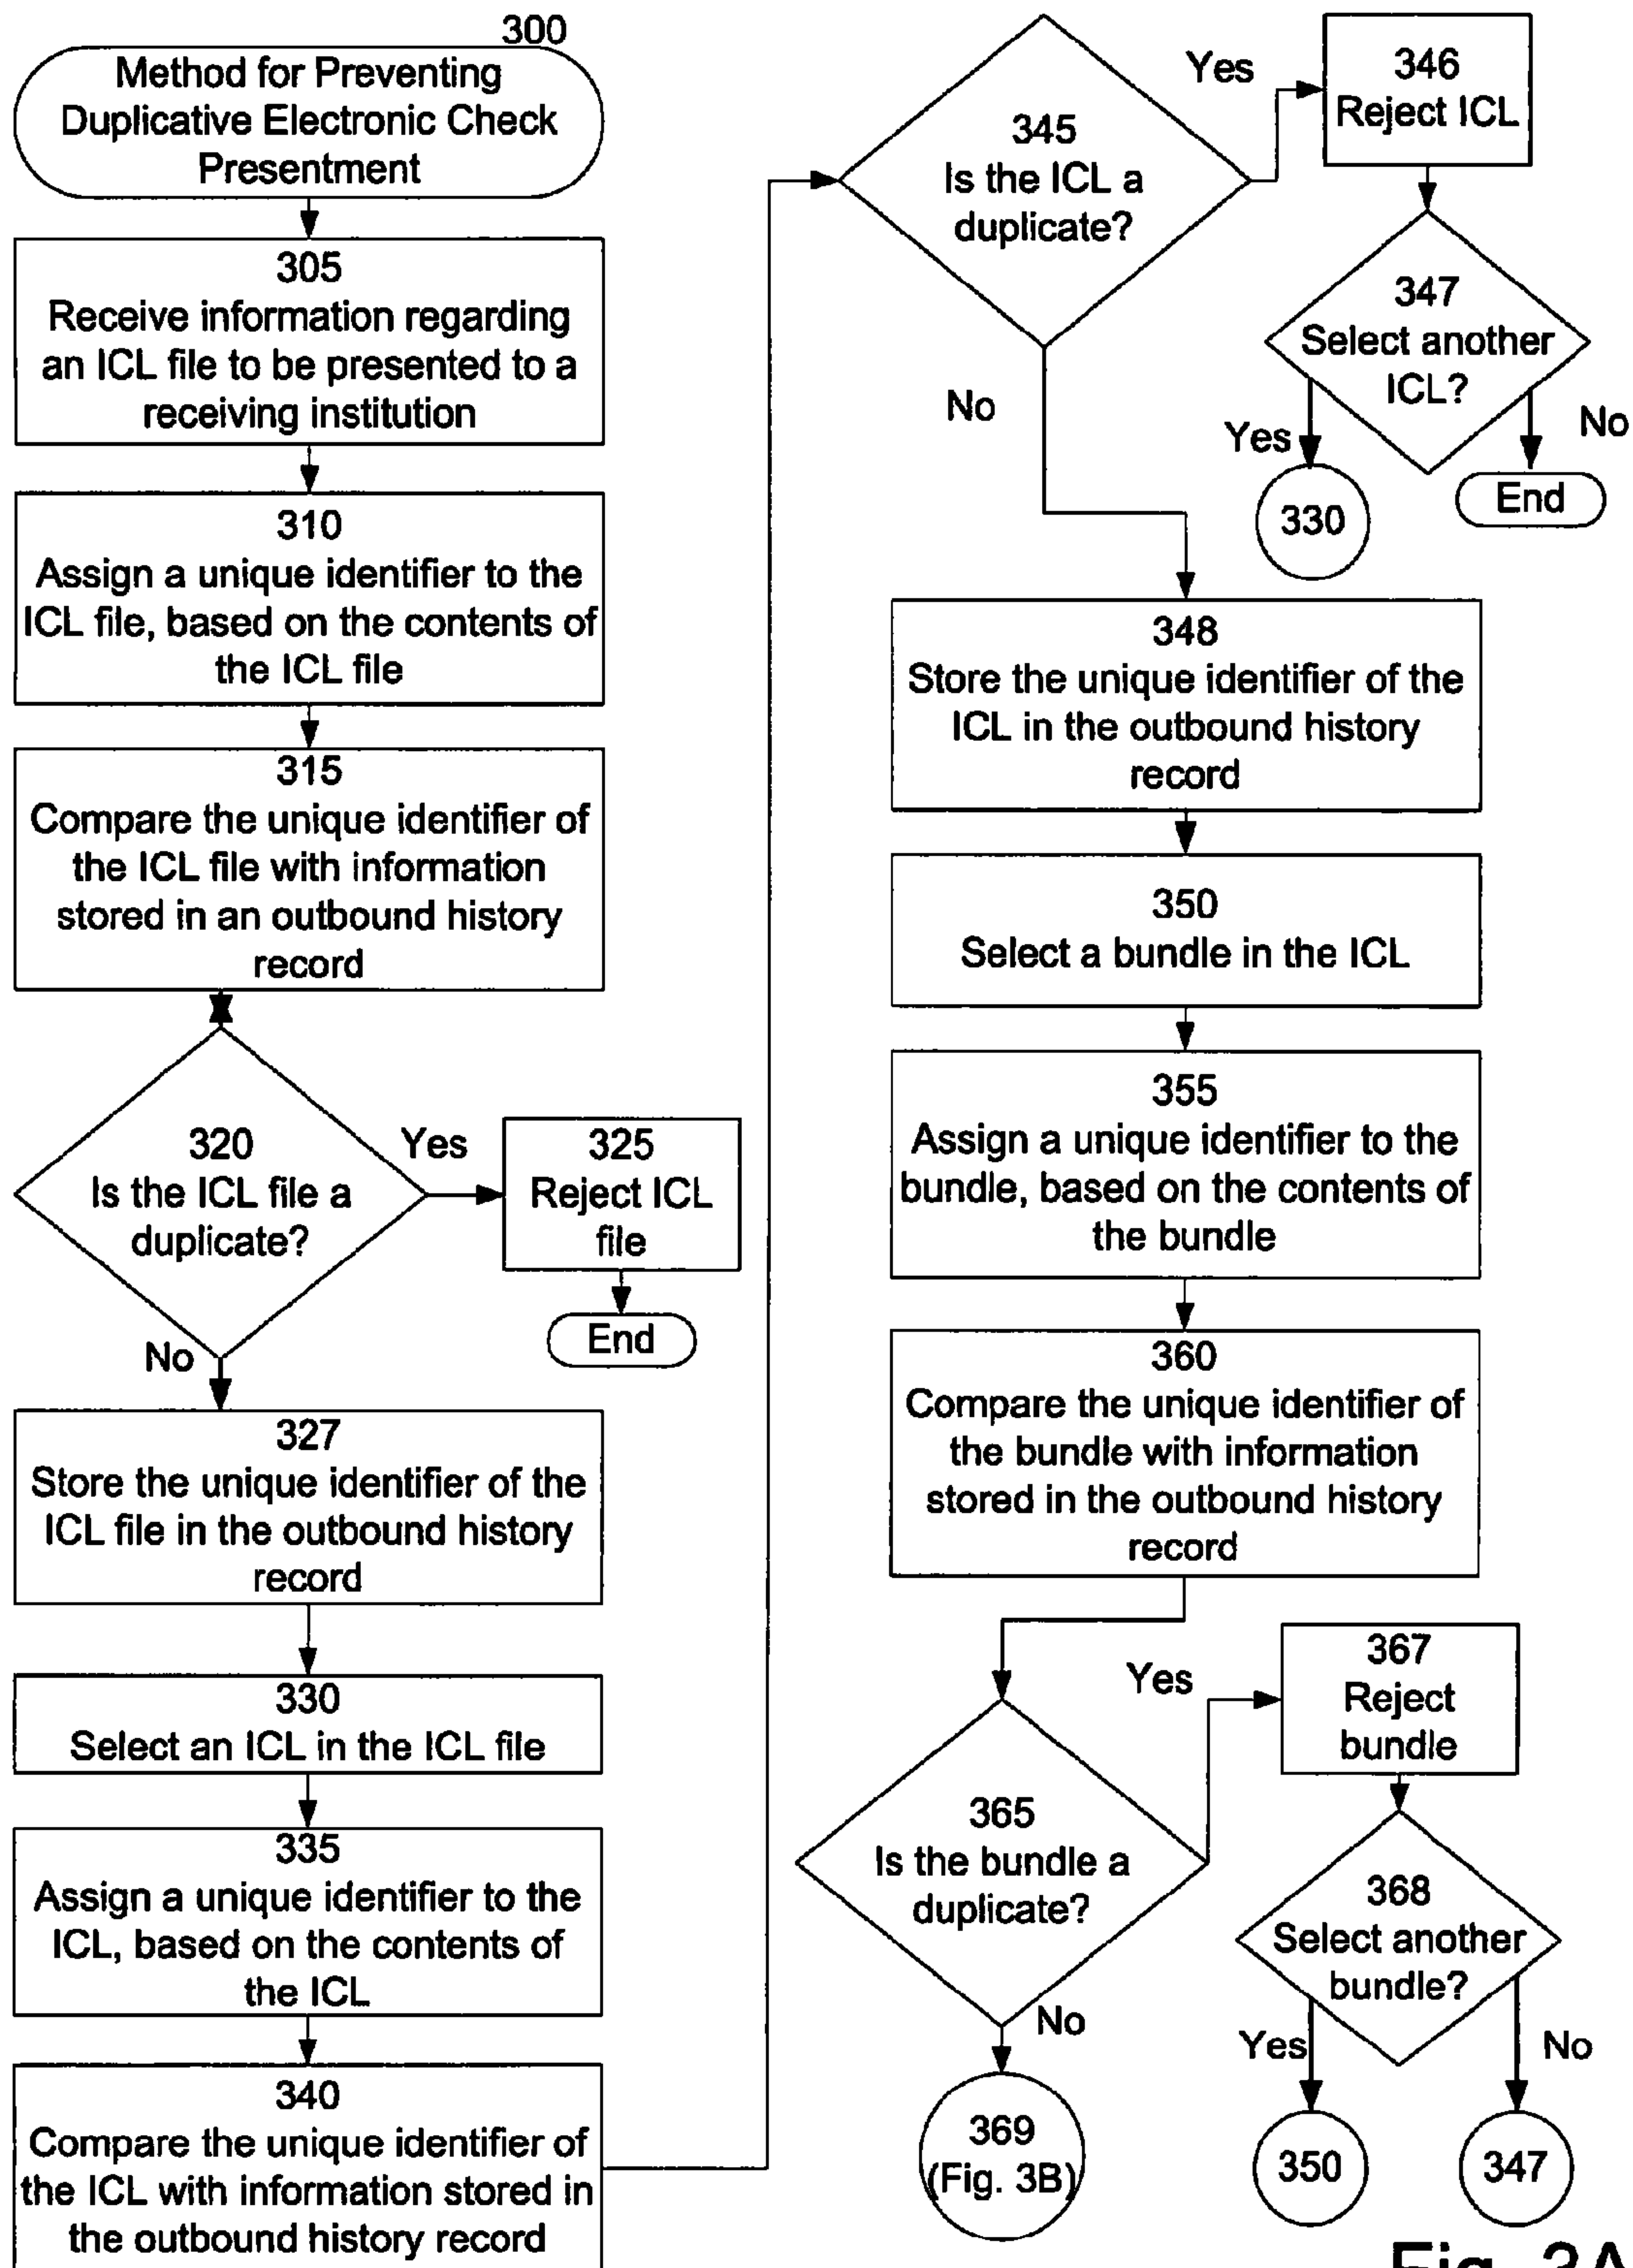 300
Method for Preventing
Duplicative Electronic Check
Presentment
305
Receive information regarding
an ICL file to be presented to a
receiving institution
310
Assign a unique identifier to the
ICL file, based on the contents of
the ICL file
315
Compare the unique identifier of
the ICL file with information
stored in an outbound history
record
320
Is the ICL file a
duplicate?
Yes
325
Reject ICL
file
End
No
327
Store the unique identifier of the
ICL file in the outbound history
record
330
Select an ICL in the ICL file
335
Assign a unique identifier to the
ICL, based on the contents of
the ICL
340
Compare the unique identifier of
the ICL with information stored in
the outbound history record
345
Is the ICL a
duplicate?
Yes
346
Reject ICL
347
Select another
ICL?
Yes
No
330
End
No
348
Store the unique identifier of the
ICL in the outbound history
record
350
Select a bundle in the ICL
355
Assign a unique identifier to the
bundle, based on the contents of
the bundle
360
Compare the unique identifier of
the bundle with information
stored in the outbound history
record
365
Is the bundle a
duplicate?
Yes
367
Reject
bundle
368
Select another
bundle?
Yes
No
350
347
No
369
(Fig. 3B)
Fig. 3A